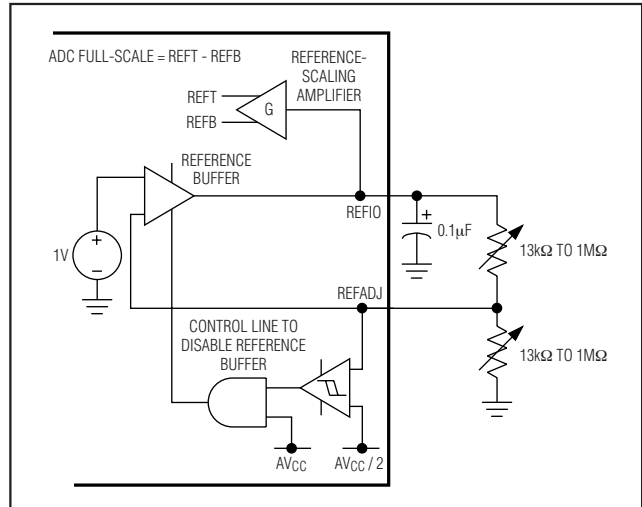 ADC FULL-SCALE = REFT - REFB
REFERENCE-
SCALING
AMPLIFIER
REFT
REFB
G
REFERENCE
BUFFER
REFIO
+
0.1µF
13kΩ TO 1MΩ
1V
+
−
REFADJ
CONTROL LINE TO
DISABLE REFERENCE
BUFFER
13kΩ TO 1MΩ
AVCC
AVCC / 2